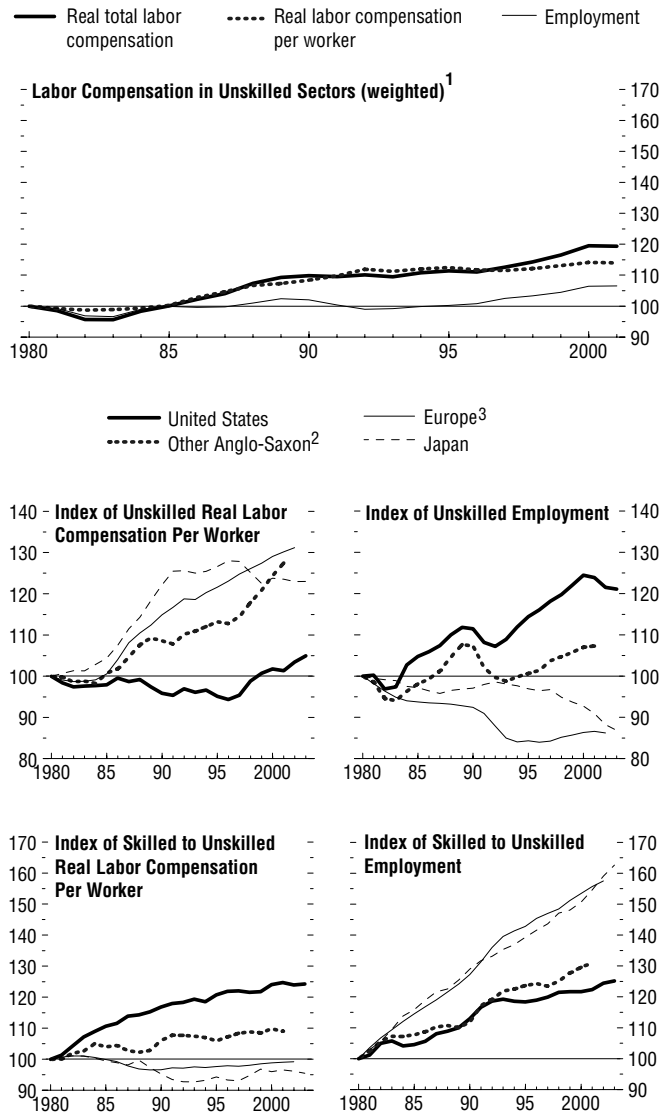 Real total labor compensation
Real labor compensation per worker
Employment
Labor Compensation in Unskilled Sectors (weighted)1
170
160
150
140
130
120
110
100
90
1980 85 90 95 2000
United States
Other Anglo-Saxon2
Europe3
Japan
Index of Unskilled Real Labor
Compensation Per Worker
140
130
120
110
100
90
80
1980 85 90 95 2000
Index of Unskilled Employment
140
130
120
110
100
90
80
1980 85 90 95 2000
Index of Skilled to Unskilled
Real Labor Compensation
Per Worker
170
160
150
140
130
120
110
100
90
1980 85 90 95 2000
Index of Skilled to Unskilled
Employment
170
160
150
140
130
120
110
100
90
1980 85 90 95 2000